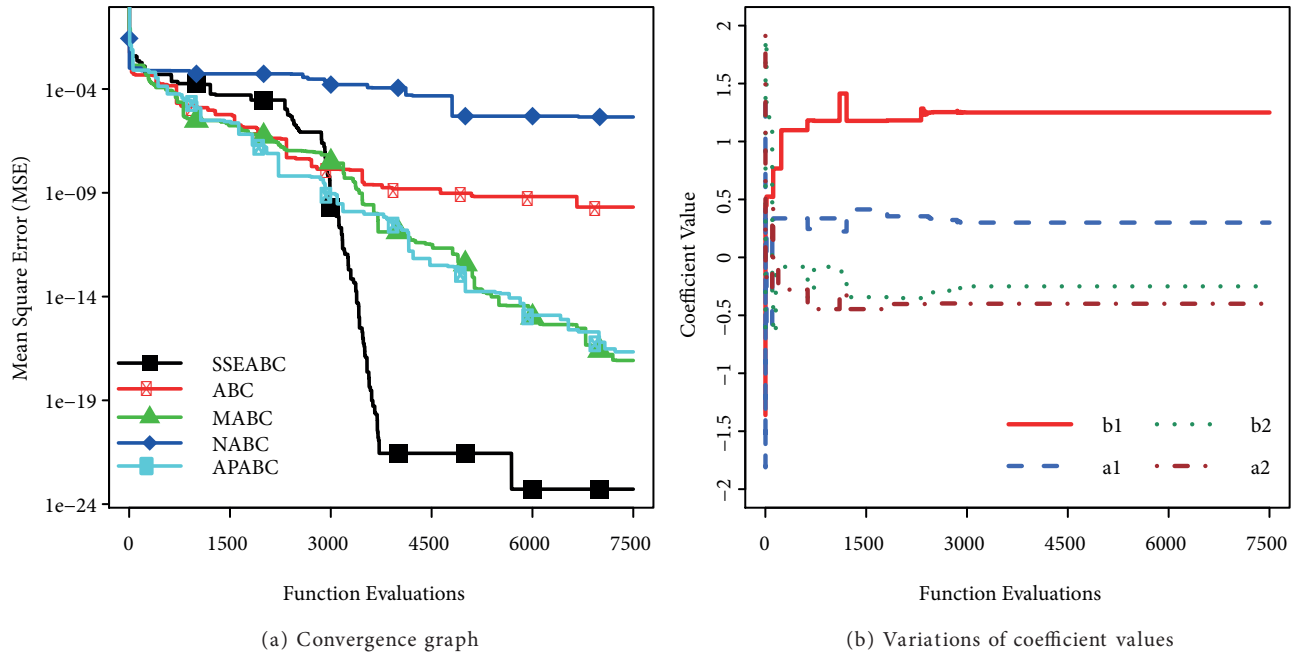 Mean Square Error (MSE)
1e−04
1e−09
1e−14
1e−19
1e−24
SSEABC
ABC
MABC
NABC
APABC
0 1500 3000 4500 6000 7500
Function Evaluations
(a) Convergence graph
Coefficient Value
2
1.5
1
0.5
0
−0.5
−1
−1.5
−2
b1 b2
a1 a2
0 1500 3000 4500 6000 7500
Function Evaluations
(b) Variations of coefficient values